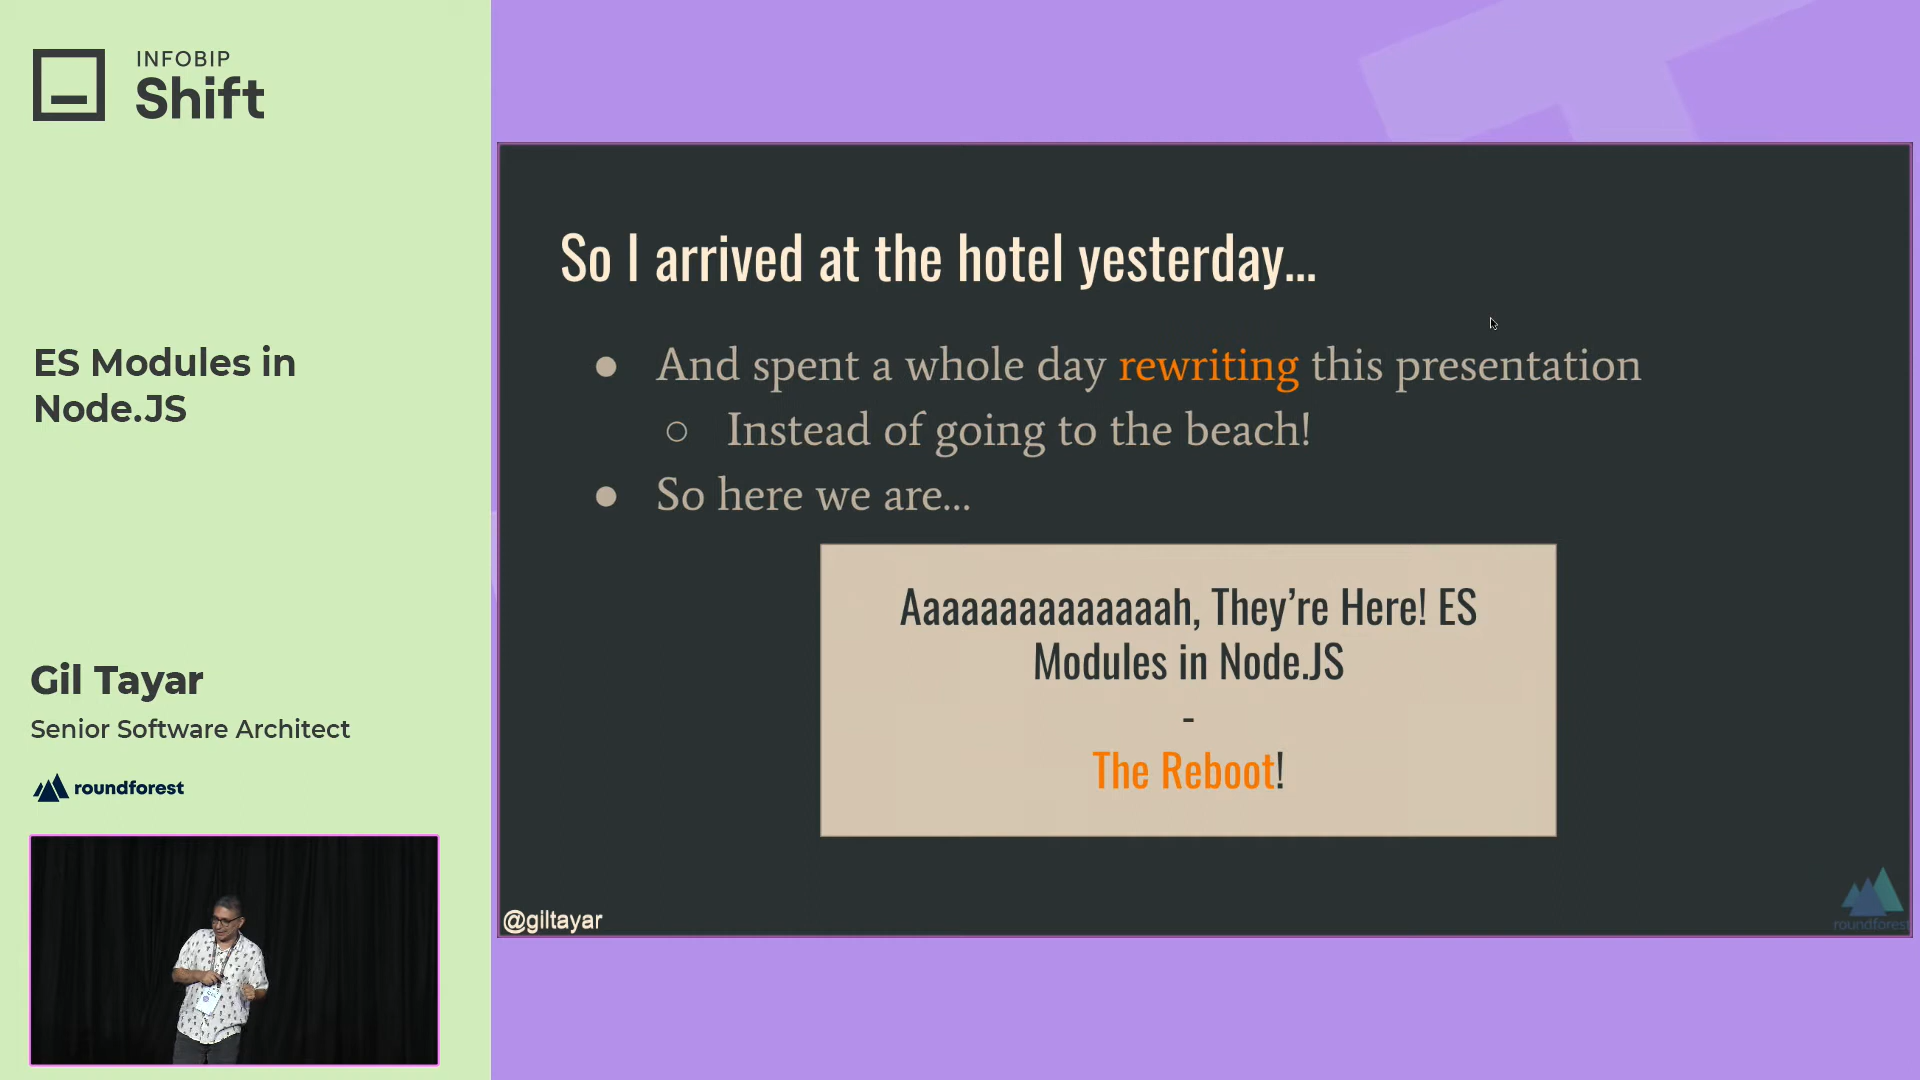 INFOBIP
Shift
ES Modules in
Node.JS
Gil Tayar
Senior Software Architect
roundforest
So I arrived at the hotel yesterday...
● And spent a whole day rewriting this presentation
○ Instead of going to the beach!
● So here we are...
Aaaaaaaaaaaaaah, They’re Here! ES
Modules in Node.JS
-
The Reboot!
@giltayar
roundforest